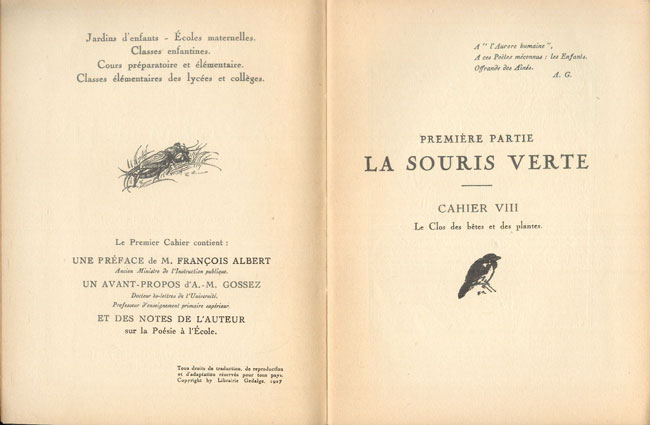 Jardins d'enfants - Écoles maternelles.
Classes enfantines.
Cours préparatoire et élémentaire.
Classes élémentaires des lycées et collèges.
Le Premier Cahier contient :
UNE PRÉFACE de M. FRANÇOIS ALBERT
Ancien Ministre de l'Instruction publique.
UN AVANT-PROPOS d'A.-M. GOSSEZ
Docteur ès-lettres de l'Université.
Professeur d'enseignement primaire supérieur.
ET DES NOTES DE L'AUTEUR
sur la Poésie à l'École.
Tous droits de traduction, de reproduction
et d'adaptation réservés pour tous pays.
Copyright by Librairie Gedalge, 1927
A " l'Aurore humaine ",
A ces Poètes méconnus : les Enfants.
Offrande des Aînés.
A. G.
PREMIÈRE PARTIE
LA SOURIS VERTE
CAHIER VIII
Le Clos des bêtes et des plantes.